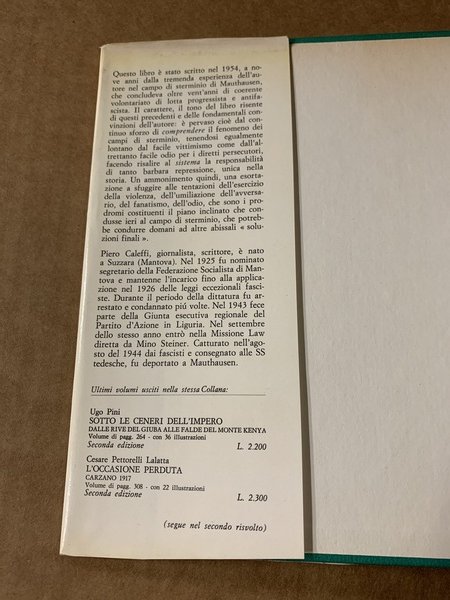 Questo libro è stato scritto nel 1954, a no-
ve anni dalla tremenda esperienza dell'au-
tore nel campo di sterminio di Mauthausen,
che concludeva oltre vent'anni di coerente
volontariato di lotta progressista e antifa-
scista. Il carattere, il tono del libro risente
di questi precedenti e delle fondamentali con-
vinzioni dell'autore: è pervaso cioè dal con-
tinuo sforzo di comprendere il fenomeno dei
campi di sterminio, tenendosi egualmente
lontano dal facile vittimismo come dall'al-
trettanto facile odio per i diretti persecutori,
facendo risalire al sistema la responsabilità
di tanto barbara repressione, unica nella
storia. Un ammonimento quindi, una esorta-
zione a sfuggire alle tentazioni dell'esercizio
della violenza, dell'umiliazione dell'avversa-
rio, del fanatismo, dell'odio, che sono i pro-
dromi costituenti il piano inclinato che con-
dusse ieri al campo di sterminio, che potreb-
be condurre domani ad altre abissali « solu-
zioni finali ».
Piero Caleffi, giornalista, scrittore, è nato
a Suzzara (Mantova). Nel 1925 fu nominato
segretario della Federazione Socialista di Man-
tova e mantenne l'incarico fino alla applica-
zione nel 1926 delle leggi eccezionali fasci-
ste. Durante il periodo della dittatura fu ar-
restato e condannato più volte. Nel 1943 fece
parte della Giunta esecutiva regionale del
Partito d'Azione in Liguria. Nel settembre
dello stesso anno entrò nella Missione Law
diretta da Mino Steiner. Catturato nell'ago-
sto del 1944 dai fascisti e consegnato alle SS
tedesche, fu deportato a Mauthausen.
Ultimi volumi usciti nella stessa Collana:
Ugo Pini
SOTTO LE CENERI DELL'IMPERO
DALLE RIVE DEL GIUBA ALLE FALDE DEL MONTE KENYA
Volume di pagg. 264 - con 36 illustrazioni
Seconda edizione L. 2.200
Cesare Pettorelli Lalatta
L'OCCASIONE PERDUTA
CARZANO 1917
Volume di pagg. 308 - con 22 illustrazioni
Seconda edizione L. 2.300
(segue nel secondo risvolto)